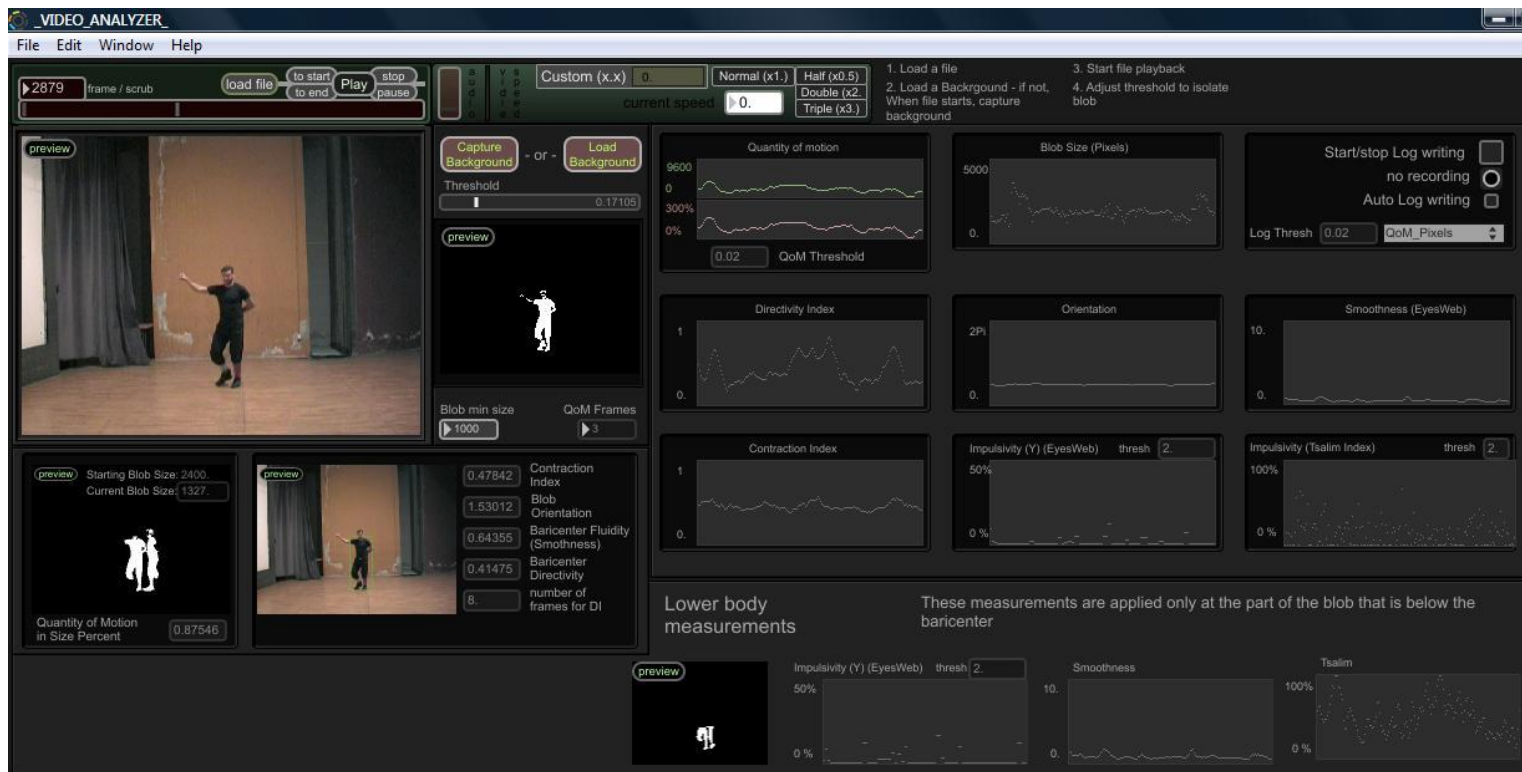 _VIDEO_ANALYZER_
File Edit Window Help
2879 frame / scrub
load file
to start
to end
Play
stop
pause
audio
video
speed
Custom (x.x) 0.
current speed 0.
Normal (x1.)
Half (x0.5)
Double (x2.
Triple (x3.)
1. Load a file
2. Load a Backrgound - if not,
When file starts, capture
background
3. Start file playback
4. Adjust threshold to isolate
blob
preview
Capture
Background
- or -
Load
Background
Threshold
0.17105
preview
Blob min size
1000
QoM Frames
3
Quantity of motion
9600
0
300%
0%
0.02 QoM Threshold
Blob Size (Pixels)
5000
0.
Start/stop Log writing
no recording
Auto Log writing
Log Thresh 0.02 QoM_Pixels
Directivity Index
1
0.
Orientation
2Pi
0.
Smoothness (EyesWeb)
10.
0.
Contraction Index
1
0.
Impulsivity (Y) (EyesWeb) thresh 2.
50%
0 %
Impulsivity (Tsalim Index) thresh 2.
100%
0 %
preview
Starting Blob Size: 2400.
Current Blob Size: 1327.
Quantity of Motion
in Size Percent
0.87546
preview
0.47842 Contraction
Index
1.53012 Blob
Orientation
0.64355 Baricenter Fluidity
(Smothness)
0.41475 Baricenter
Directivity
8. number of
frames for DI
Lower body
measurements
These measurements are applied only at the part of the blob that is below the
baricenter
preview
Impulsivity (Y) (EyesWeb) thresh 2.
50%
0 %
Smoothness
10.
0.
Tsalim
100%
0 %